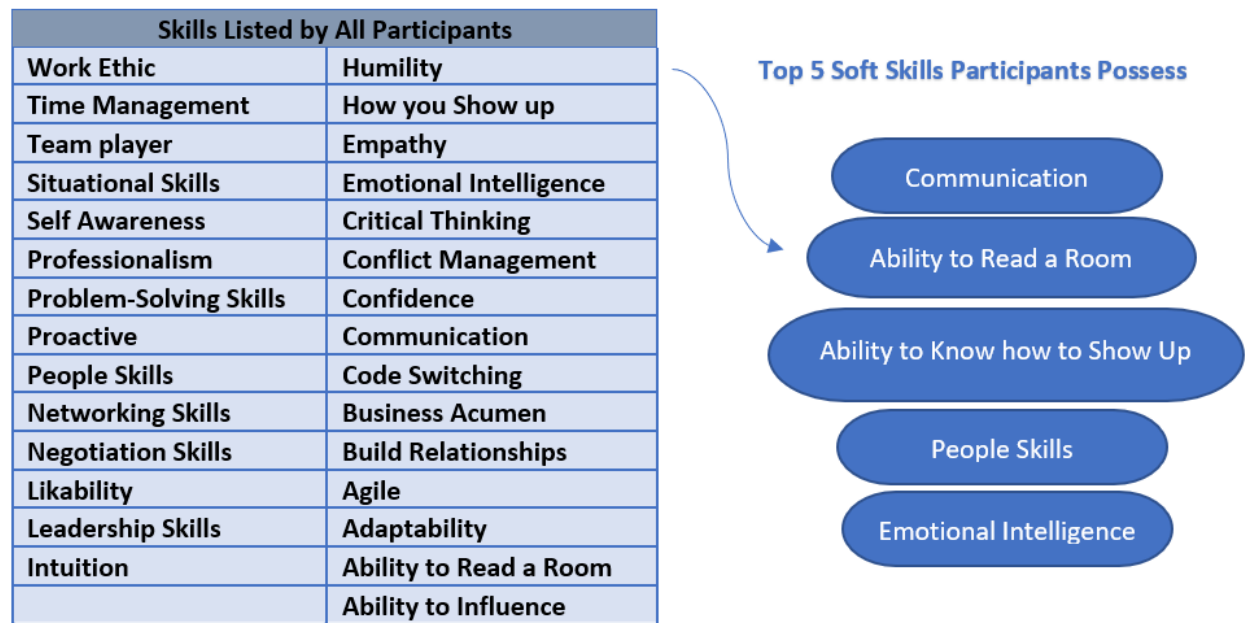 Skills Listed by All Participants
Work Ethic Humility
Time Management How you Show up
Team player Empathy
Situational Skills Emotional Intelligence
Self Awareness Critical Thinking
Professionalism Conflict Management
Problem-Solving Skills Confidence
Proactive Communication
People Skills Code Switching
Networking Skills Business Acumen
Negotiation Skills Build Relationships
Likability Agile
Leadership Skills Adaptability
Intuition Ability to Read a Room
Ability to Influence
Top 5 Soft Skills Participants Possess
Communication
Ability to Read a Room
Ability to Know how to Show Up
People Skills
Emotional Intelligence